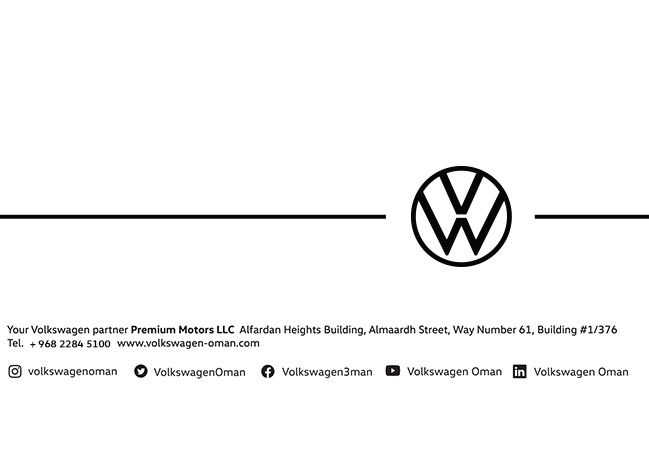 Your Volkswagen partner Premium Motors LLC Alfardan Heights Building, Almaardh Street, Way Number 61, Building #1/376
Tel. + 968 2284 5100 www.volkswagen-oman.com
volkswagenoman VolkswagenOman Volkswagen3man Volkswagen Oman Volkswagen Oman